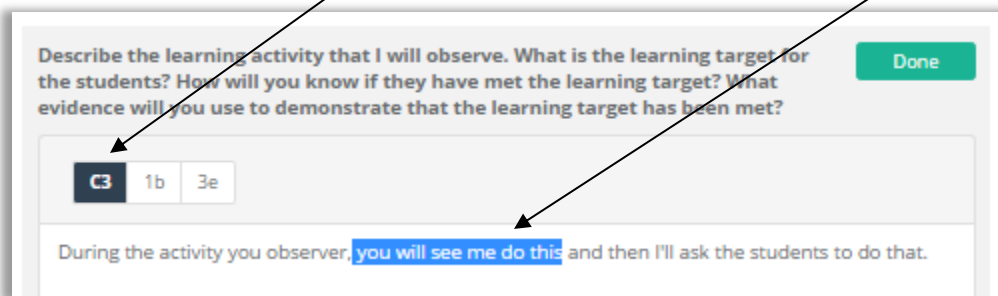 Describe the learning activity that I will observe. What is the learning target for
the students? How will you know if they have met the learning target? What
evidence will you use to demonstrate that the learning target has been met?
Done
C3 1b 3e
During the activity you observer, you will see me do this and then I'll ask the students to do that.